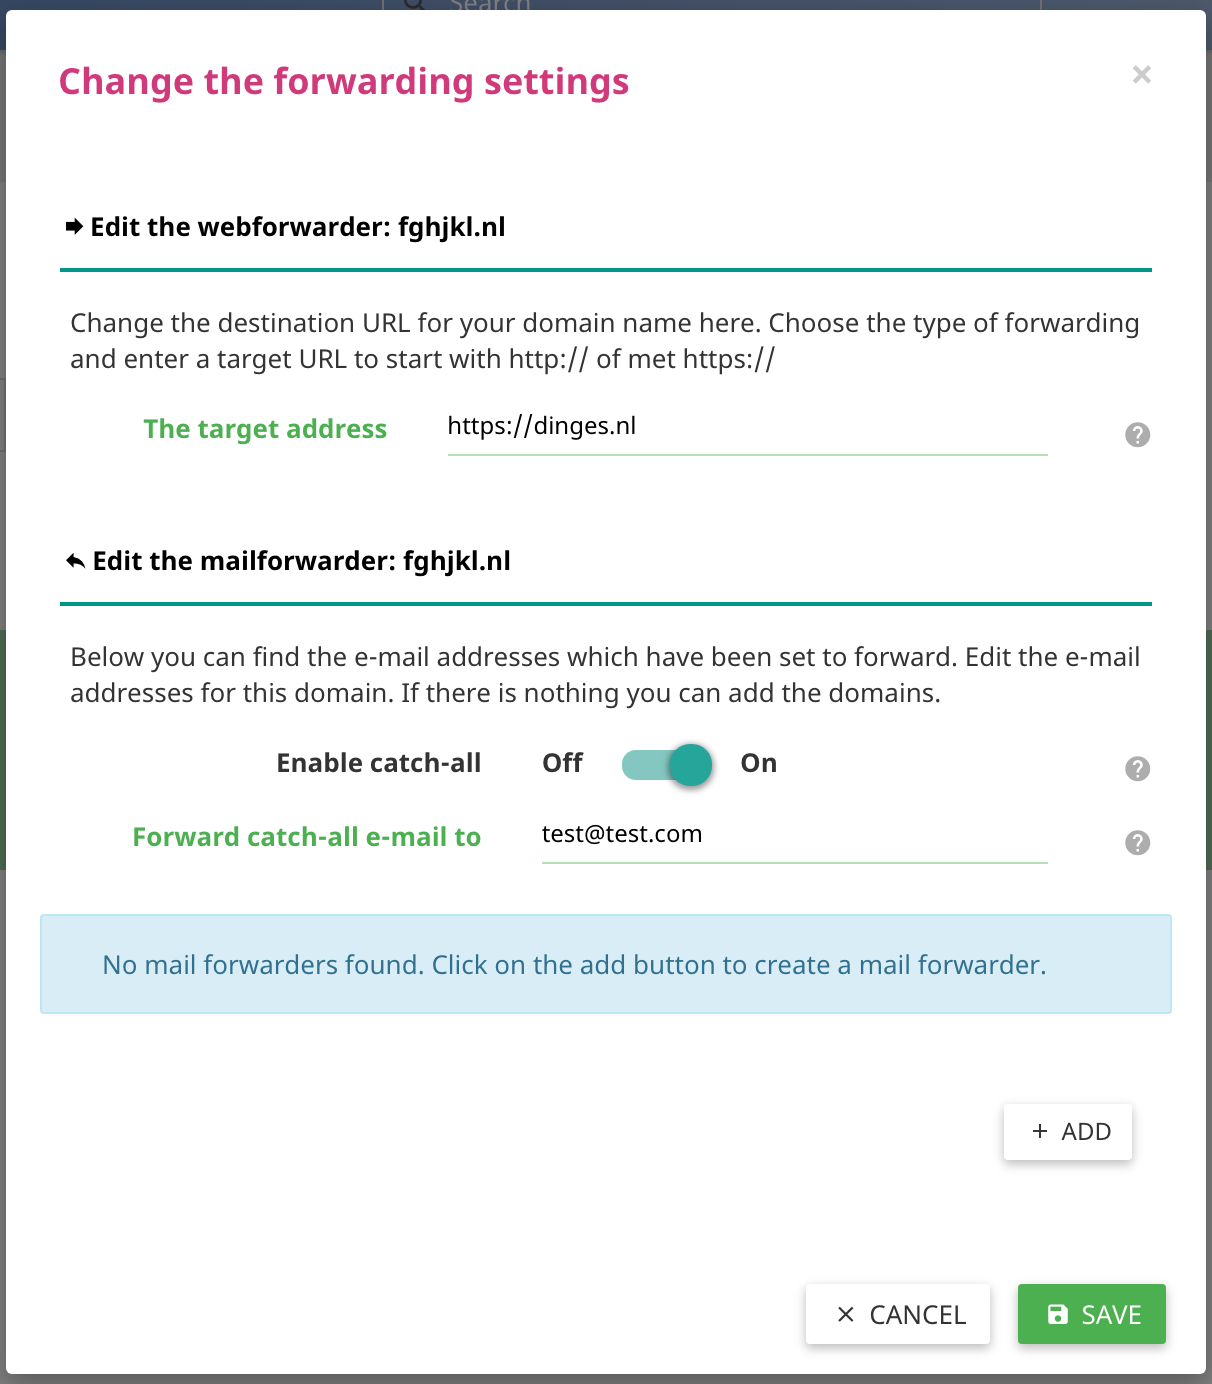 Search
Change the forwarding settings
×
Edit the webforwarder: fghjkl.nl
Change the destination URL for your domain name here. Choose the type of forwarding
and enter a target URL to start with http:// of met https://
The target address
https://dinges.nl
?
Edit the mailforwarder: fghjkl.nl
Below you can find the e-mail addresses which have been set to forward. Edit the e-mail
addresses for this domain. If there is nothing you can add the domains.
Enable catch-all Off On
?
Forward catch-all e-mail to test@test.com
?
No mail forwarders found. Click on the add button to create a mail forwarder.
+ ADD
× CANCEL
SAVE